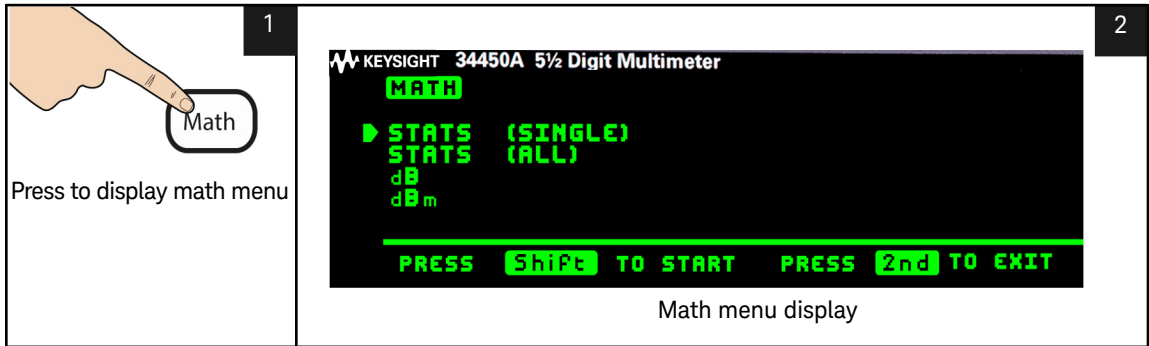 1
Math
Press to display math menu
2
KEYSIGHT 34450A 5½ Digit Multimeter
MATH
STATS (SINGLE)
STATS (ALL)
dB
dBm
PRESS Shift TO START PRESS 2nd TO EXIT
Math menu display